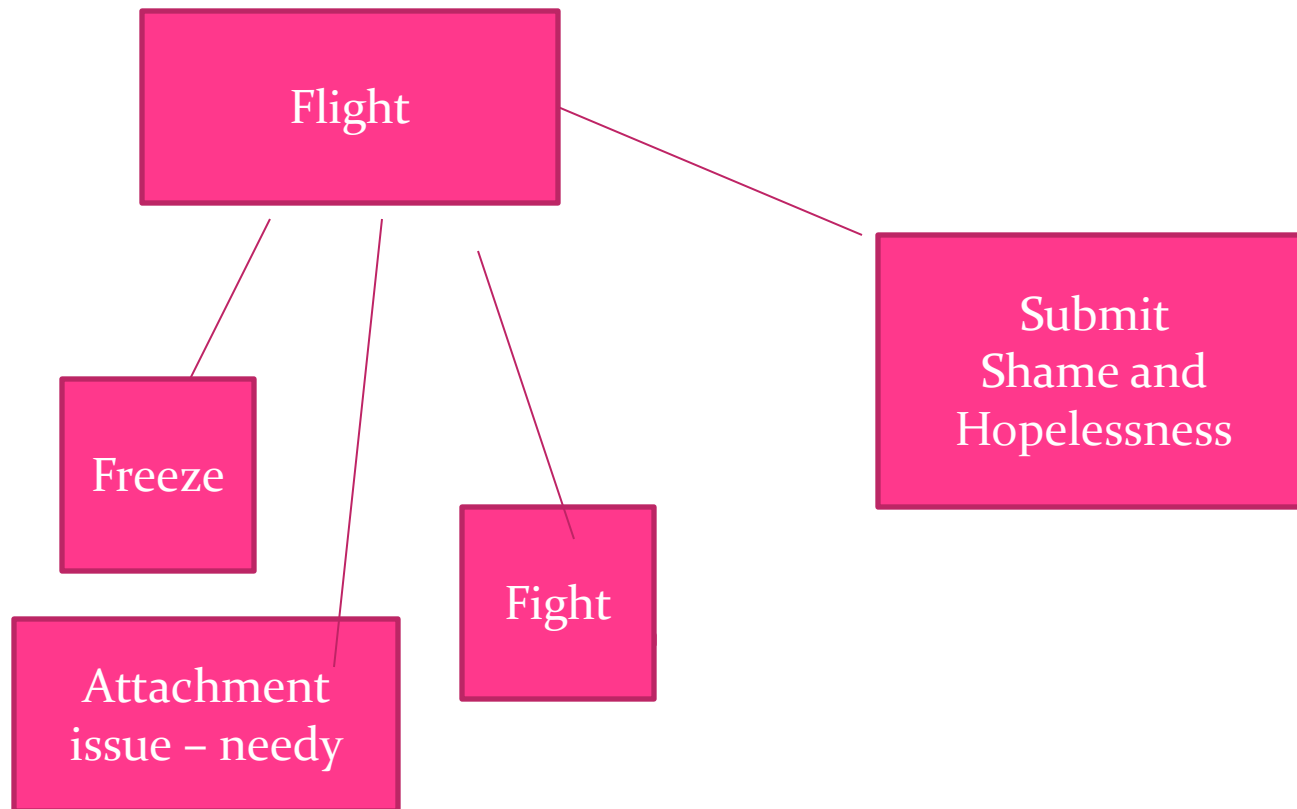 Flight
Submit
Shame and
Hopelessness
Freeze
Fight
Attachment
issue – needy